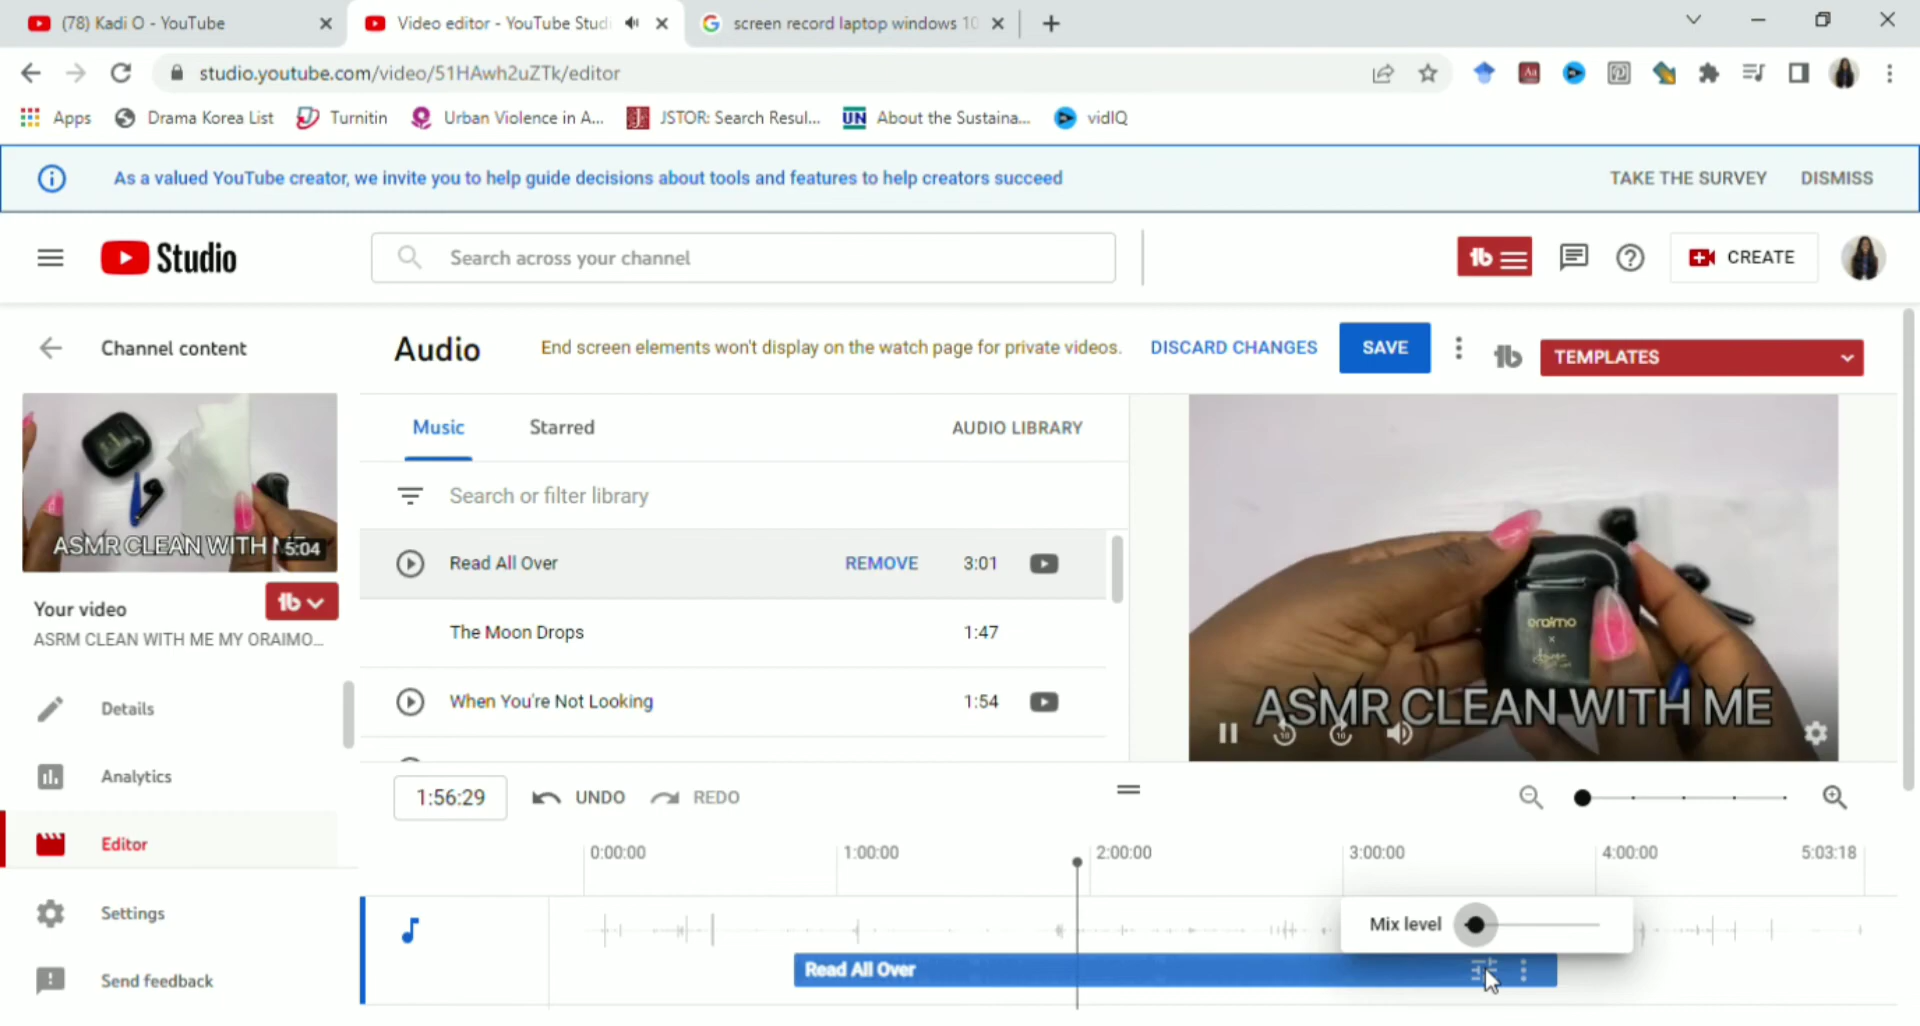 (78) Kadi O - YouTube
Video editor - YouTube Studi
screen record laptop windows 10
studio.youtube.com/video/51HAwh2uZTk/editor
Apps
Drama Korea List
Turnitin
Urban Violence in A...
JSTOR: Search Resul...
UN
About the Sustaina...
vidIQ
As a valued YouTube creator, we invite you to help guide decisions about tools and features to help creators succeed
TAKE THE SURVEY
DISMISS
Studio
Search across your channel
tb
CREATE
Channel content
Audio
End screen elements won't display on the watch page for private videos.
DISCARD CHANGES
SAVE
tb
TEMPLATES
Music
Starred
AUDIO LIBRARY
Search or filter library
ASMR CLEAN WITH
5:04
Read All Over
REMOVE
3:01
The Moon Drops
1:47
When You're Not Looking
1:54
oraimo
x
ASMR CLEAN WITH ME
10
10
Your video
tb
ASRM CLEAN WITH ME MY ORAIMO...
Details
Analytics
Editor
Settings
Send feedback
1:56:29
UNDO
REDO
0:00:00
1:00:00
2:00:00
3:00:00
4:00:00
5:03:18
Mix level
Read All Over